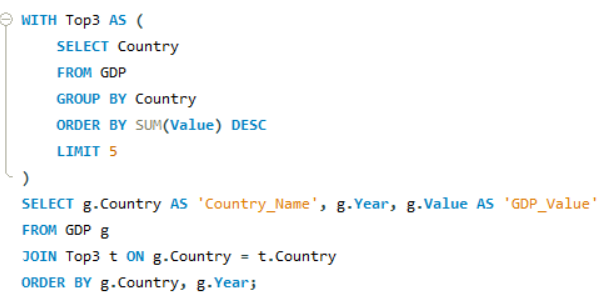 WITH Top3 AS (
    SELECT Country
    FROM GDP
    GROUP BY Country
    ORDER BY SUM(Value) DESC
    LIMIT 5
)
SELECT g.Country AS 'Country_Name', g.Year, g.Value AS 'GDP_Value'
FROM GDP g
JOIN Top3 t ON g.Country = t.Country
ORDER BY g.Country, g.Year;